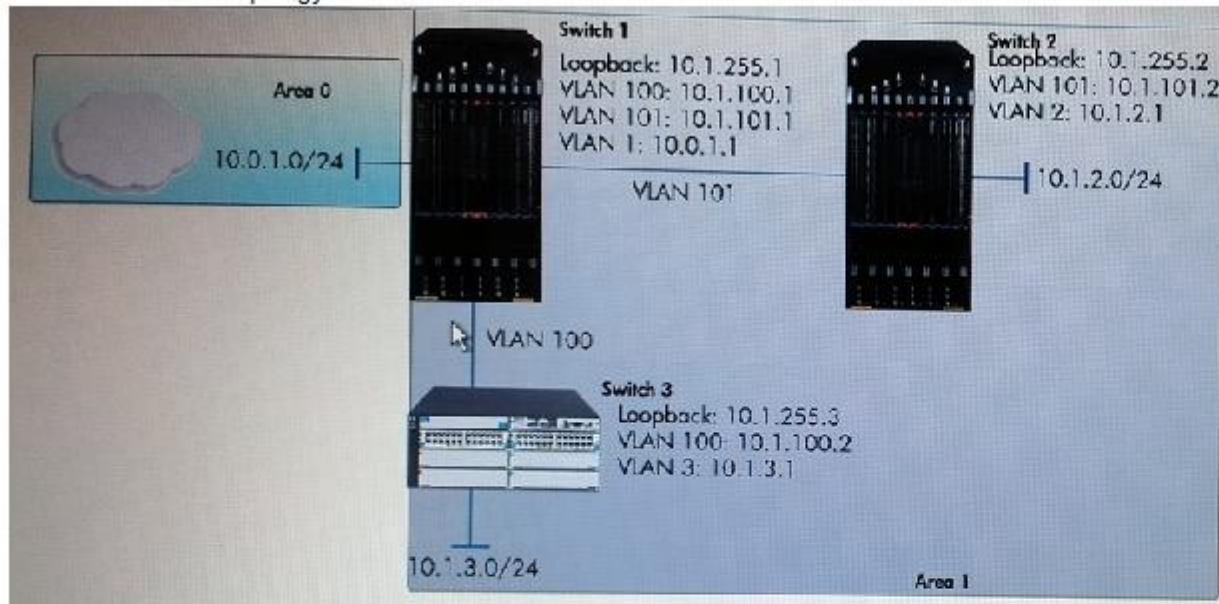 Area 0
10.0.1.0/24
Switch 1
Loopback: 10.1.255.1
VLAN 100: 10.1.100.1
VLAN 101: 10.1.101.1
VLAN 1: 10.0.1.1
VLAN 101
Switch 2
Loopback: 10.1.255.2
VLAN 101: 10.1.101.2
VLAN 2: 10.1.2.1
10.1.2.0/24
VLAN 100
Switch 3
Loopback: 10.1.255.3
VLAN 100: 10.1.100.2
VLAN 3: 10.1.3.1
10.1.3.0/24
Area 1